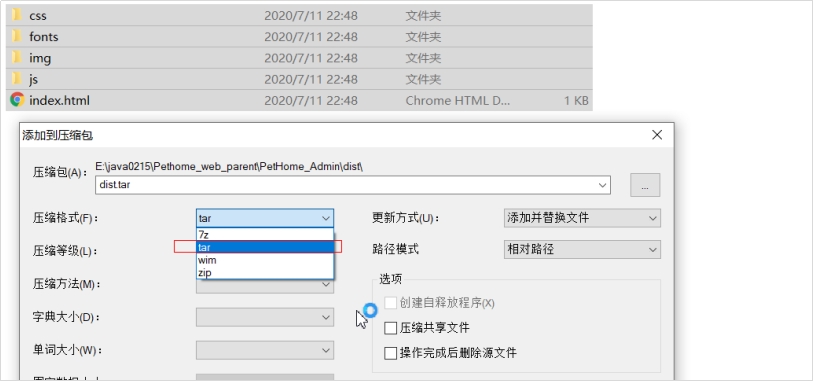 css 2020/7/11 22:48 文件夹
fonts 2020/7/11 22:48 文件夹
img 2020/7/11 22:48 文件夹
js 2020/7/11 22:48 文件夹
index.html 2020/7/11 22:48 Chrome HTML D... 1 KB
添加到压缩包
压缩包(A): E:\java0215\Pethome_web_parent\PetHome_Admin\dist\
dist.tar ...
压缩格式(F): tar 更新方式(U): 添加并替换文件
7z
压缩等级(L): tar 路径模式 相对路径
wim
zip
压缩方法(M): 选项
创建自释放程序(X)
字典大小(D): 压缩共享文件
单词大小(W): 操作完成后删除源文件